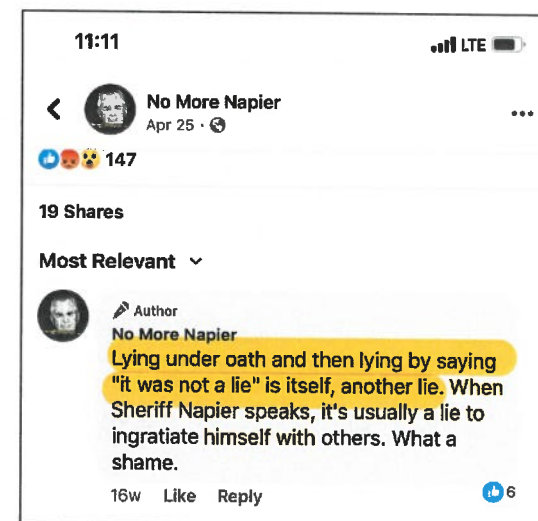 11:11 LTE
No More Napier
Apr 25 ·
147
19 Shares
Most Relevant
Author
No More Napier
Lying under oath and then lying by saying
"it was not a lie" is itself, another lie. When
Sheriff Napier speaks, it's usually a lie to
ingratiate himself with others. What a
shame.
16w Like Reply 6